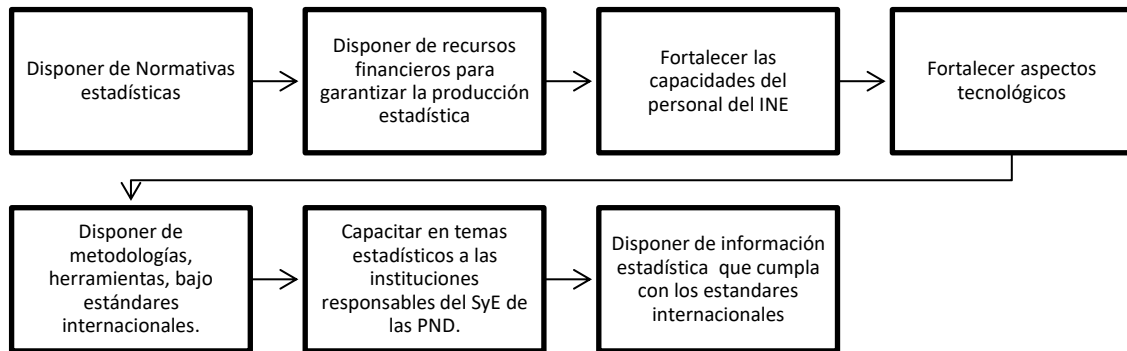 Disponer de Normativas
estadísticas
Disponer de recursos
financieros para
garantizar la producción
estadística
Fortalecer las
capacidades del
personal del INE
Fortalecer aspectos
tecnológicos
Disponer de
metodologías,
herramientas, bajo
estándares
internacionales.
Capacitar en temas
estadísticos a las
instituciones
responsables del SyE de
las PND.
Disponer de información
estadística que cumpla
con los estandares
internacionales